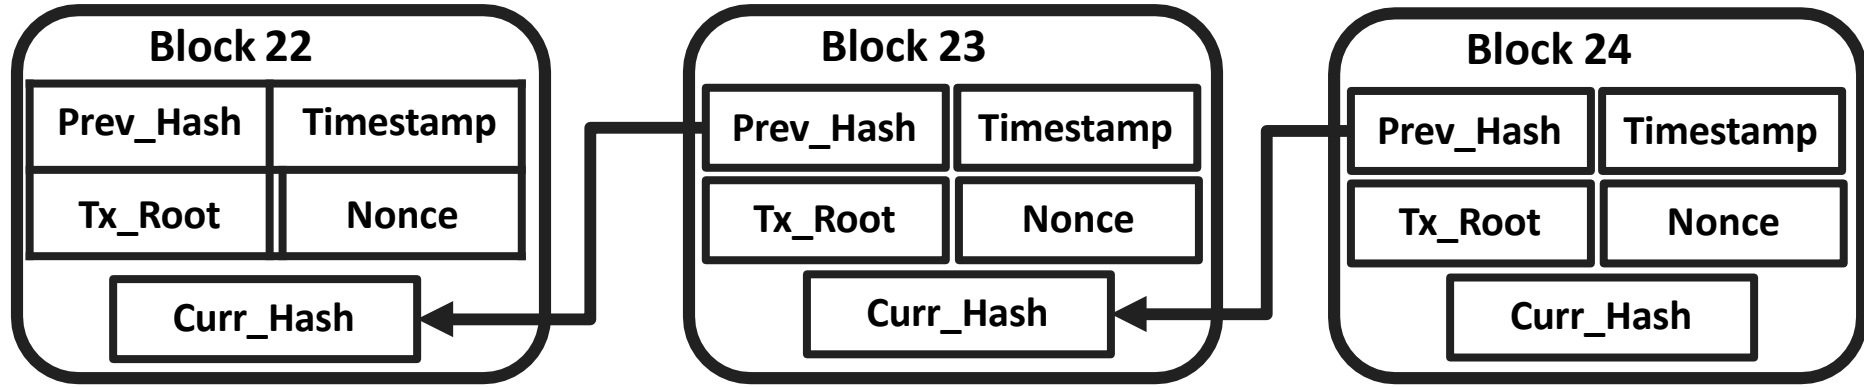 Block 22
Prev_Hash Timestamp
Tx_Root Nonce
Curr_Hash
Block 23
Prev_Hash Timestamp
Tx_Root Nonce
Curr_Hash
Block 24
Prev_Hash Timestamp
Tx_Root Nonce
Curr_Hash